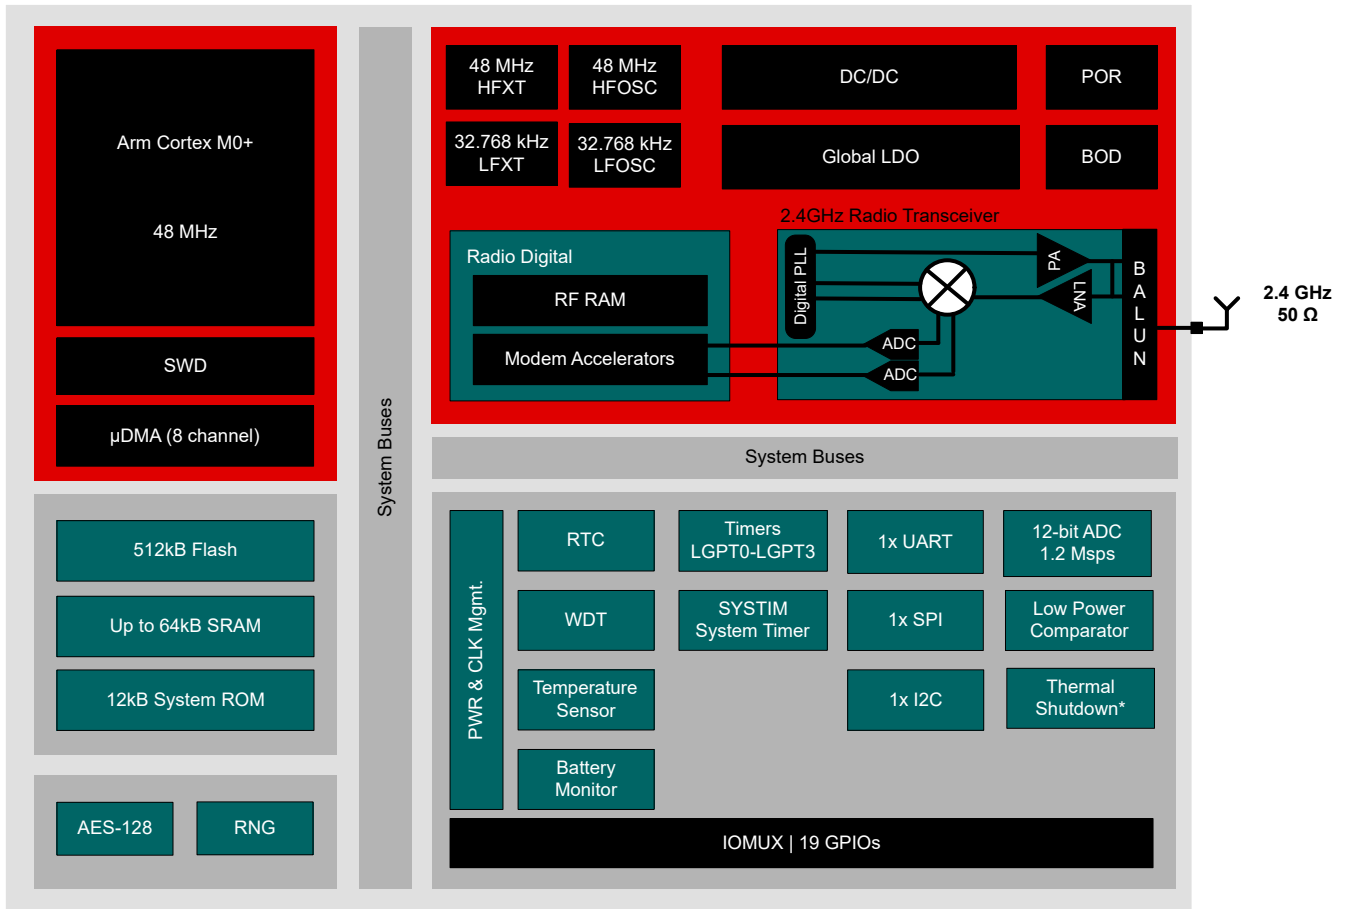 Arm Cortex M0+
48 MHz
SWD
µDMA (8 channel)
512kB Flash
Up to 64kB SRAM
12kB System ROM
AES-128
RNG
System Buses
48 MHz
HFXT
48 MHz
HFOSC
DC/DC
POR
32.768 kHz
LFXT
32.768 kHz
LFOSC
Global LDO
BOD
2.4GHz Radio Transceiver
Radio Digital
RF RAM
Modem Accelerators
Digital PLL
ADC
ADC
PA
LNA
BALUN
2.4 GHz
50 Ω
System Buses
PWR & CLK Mgmt.
RTC
Timers
LGPT0-LGPT3
1x UART
12-bit ADC
1.2 Msps
WDT
SYSTIM
System Timer
1x SPI
Low Power
Comparator
Temperature
Sensor
1x I2C
Thermal
Shutdown*
Battery
Monitor
IOMUX | 19 GPIOs